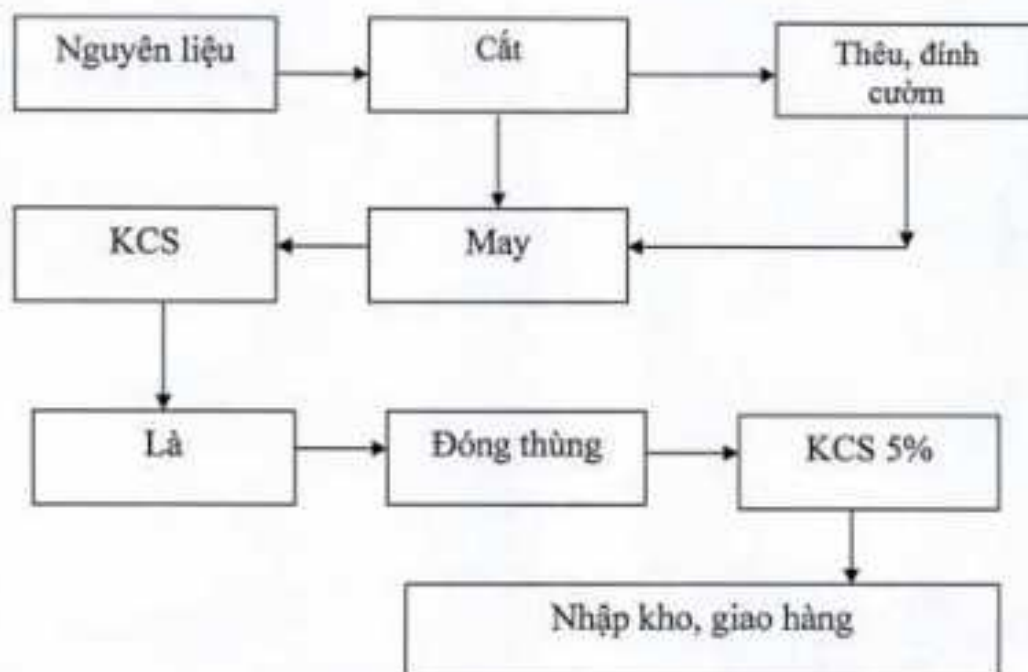 Nguyên liệu
Cắt
Thêu, đính
cườm
KCS
May
Là
Đóng thùng
KCS 5%
Nhập kho, giao hàng